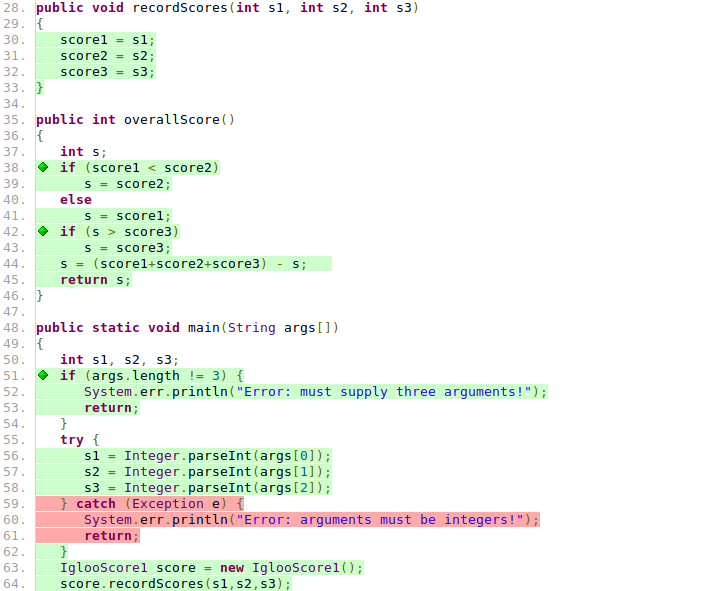 28. public void recordScores(int s1, int s2, int s3)
29. {
30.    score1 = s1;
31.    score2 = s2;
32.    score3 = s3;
33. }
34.
35. public int overallScore()
36. {
37.    int s;
38.    if (score1 < score2)
39.       s = score2;
40.    else
41.       s = score1;
42.    if (s > score3)
43.       s = score3;
44.    s = (score1+score2+score3) - s;
45.    return s;
46. }
47.
48. public static void main(String args[])
49. {
50.    int s1, s2, s3;
51.    if (args.length != 3) {
52.       System.err.println("Error: must supply three arguments!");
53.       return;
54.    }
55.    try {
56.       s1 = Integer.parseInt(args[0]);
57.       s2 = Integer.parseInt(args[1]);
58.       s3 = Integer.parseInt(args[2]);
59.    } catch (Exception e) {
60.       System.err.println("Error: arguments must be integers!");
61.       return;
62.    }
63.    IglooScore1 score = new IglooScore1();
64.    score.recordScores(s1,s2,s3);